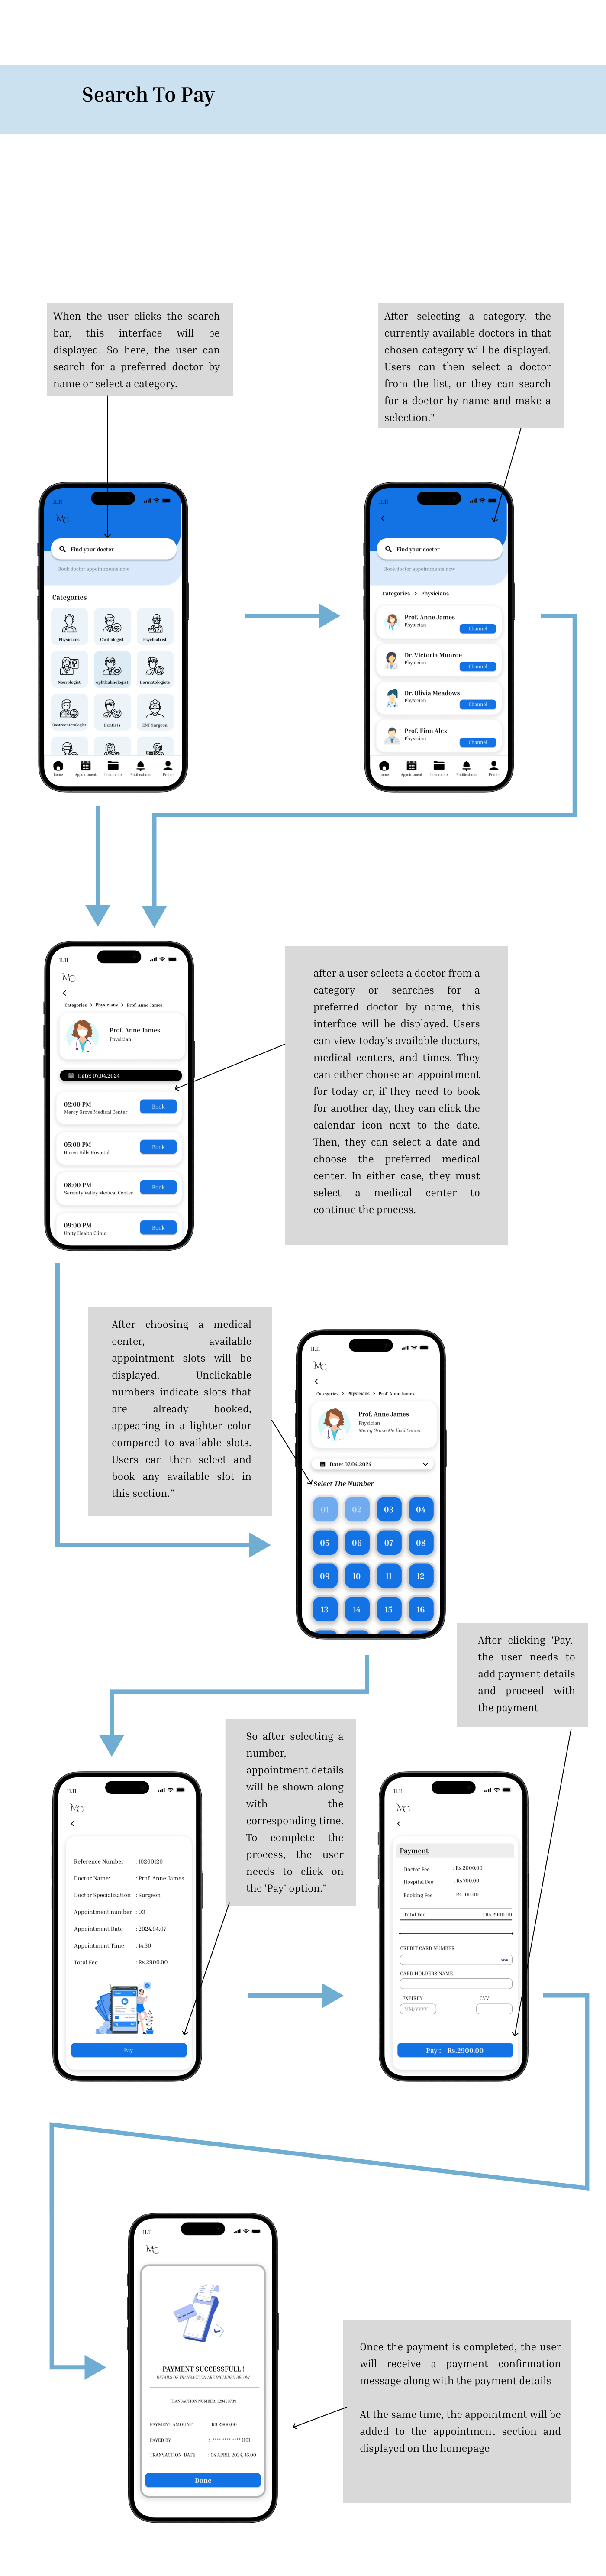 Search To Pay
When the user clicks the search
bar, this interface will be
displayed. So here, the user can
search for a preferred doctor by
name or select a category.
After selecting a category, the
currently available doctors in that
chosen category will be displayed.
Users can then select a doctor
from the list, or they can search
for a doctor by name and make a
selection.”
11.11
MC
Find your doctor
Book doctor appointments now
Categories
Physicians
Cardiologist
Psychiatrist
Neurologist
ophthalmologist
Dermatologists
Gastroenterologist
Dentists
ENT Surgeon
home
Appointment
Documents
Notifications
Profile
11.11
Find your doctor
Book doctor appointments now
Categories > Physicians
Prof. Anne James
Physician
Channel
Dr. Victoria Monroe
Physician
Channel
Dr. Olivia Meadows
Physician
Channel
Prof. Finn Alex
Physician
Channel
home
Appointment
Documents
Notifications
Profile
11.11
MC
Categories > Physicians > Prof. Anne James
Prof. Anne James
Physician
Date: 07.04.2024
02:00 PM
Mercy Grove Medical Center
Book
05:00 PM
Haven Hills Hospital
Book
08:00 PM
Serenity Valley Medical Center
Book
09:00 PM
Unity Health Clinic
Book
after a user selects a doctor from a
category or searches for a
preferred doctor by name, this
interface will be displayed. Users
can view today's available doctors,
medical centers, and times. They
can either choose an appointment
for today or, if they need to book
for another day, they can click the
calendar icon next to the date.
Then, they can select a date and
choose the preferred medical
center. In either case, they must
select a medical center to
continue the process.
After choosing a medical
center, available
appointment slots will be
displayed. Unclickable
numbers indicate slots that
are already booked,
appearing in a lighter color
compared to available slots.
Users can then select and
book any available slot in
this section.”
11.11
MC
Categories > Physicians > Prof. Anne James
Prof. Anne James
Physician
Mercy Grove Medical Center
Date: 07.04.2024
Select The Number
01 02 03 04
05 06 07 08
09 10 11 12
13 14 15 16
After clicking 'Pay,'
the user needs to
add payment details
and proceed with
the payment
So after selecting a
number,
appointment details
will be shown along
with the
corresponding time.
To complete the
process, the user
needs to click on
the 'Pay' option.”
11.11
MC
Reference Number : 10200120
Doctor Name: : Prof. Anne James
Doctor Specialization : Surgeon
Appointment number : 03
Appointment Date : 2024.04.07
Appointment Time : 14.30
Total Fee : Rs.2900.00
Pay
11.11
MC
Payment
Doctor Fee : Rs.2000.00
Hospital Fee : Rs.700.00
Booking Fee : Rs.100.00
Total Fee : Rs.2900.00
CREDIT CARD NUMBER
VISA
CARD HOLDERS NAME
EXPIREY CVV
MM/YYYY
Pay : Rs.2900.00
11.11
MC
PAYMENT SUCCESSFULL !
DETAILS OF TRANSACTION ARE INCLUDED BELOW
TRANSACTION NUMBER: 123456789
PAYMENT AMOUNT : RS.2900.00
PAYED BY : **** **** **** 1111
TRANSACTION DATE : 04 APRIL 2024, 16.00
Done
Once the payment is completed, the user
will receive a payment confirmation
message along with the payment details
At the same time, the appointment will be
added to the appointment section and
displayed on the homepage